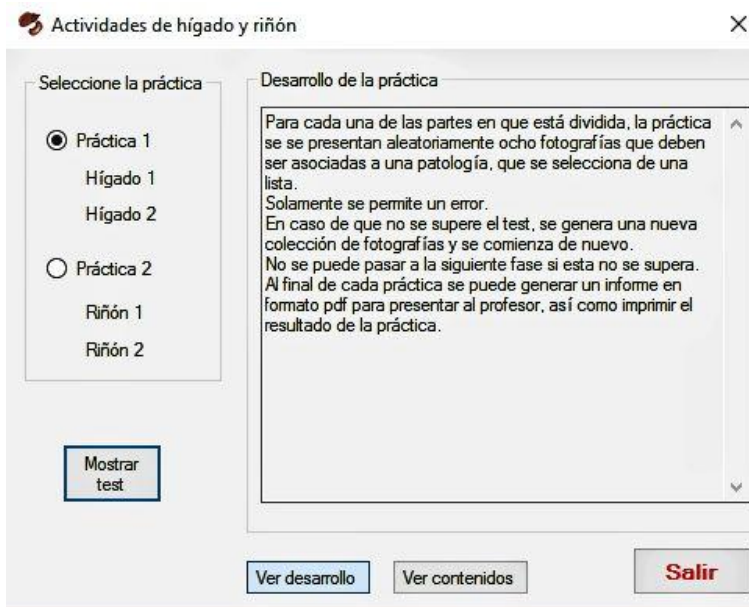 Actividades de hígado y riñón
Seleccione la práctica
Práctica 1
Hígado 1
Hígado 2
Práctica 2
Riñón 1
Riñón 2
Mostrar
test
Desarrollo de la práctica
Para cada una de las partes en que está dividida, la práctica
se se presentan aleatoriamente ocho fotografías que deben
ser asociadas a una patología, que se selecciona de una
lista.
Solamente se permite un error.
En caso de que no se supere el test, se genera una nueva
colección de fotografías y se comienza de nuevo.
No se puede pasar a la siguiente fase si esta no se supera.
Al final de cada práctica se puede generar un informe en
formato pdf para presentar al profesor, así como imprimir el
resultado de la práctica.
Ver desarrollo
Ver contenidos
Salir